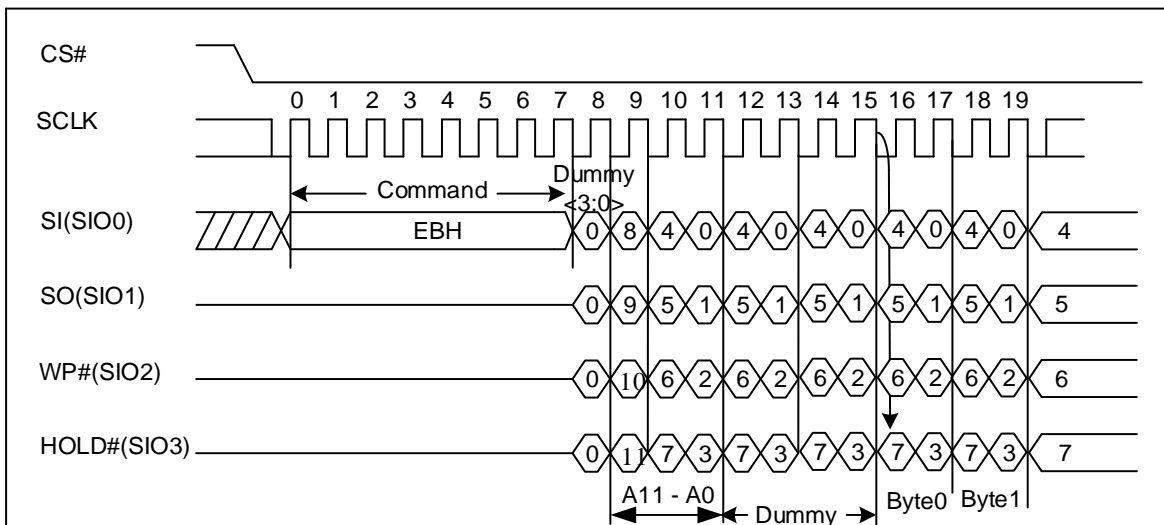 CS#
0 1 2 3 4 5 6 7 8 9 10 11 12 13 14 15 16 17 18 19
SCLK
Command
Dummy
<3:0>
SI(SIO0)
EBH
0 8 4 0 4 0 4 0 4 0 4 0 4
SO(SIO1)
0 9 5 1 5 1 5 1 5 1 5 1 5
WP#(SIO2)
0 10 6 2 6 2 6 2 6 2 6 2 6
HOLD#(SIO3)
0 11 7 3 7 3 7 3 7 3 7 3 7
A11 - A0
Dummy
Byte0
Byte1